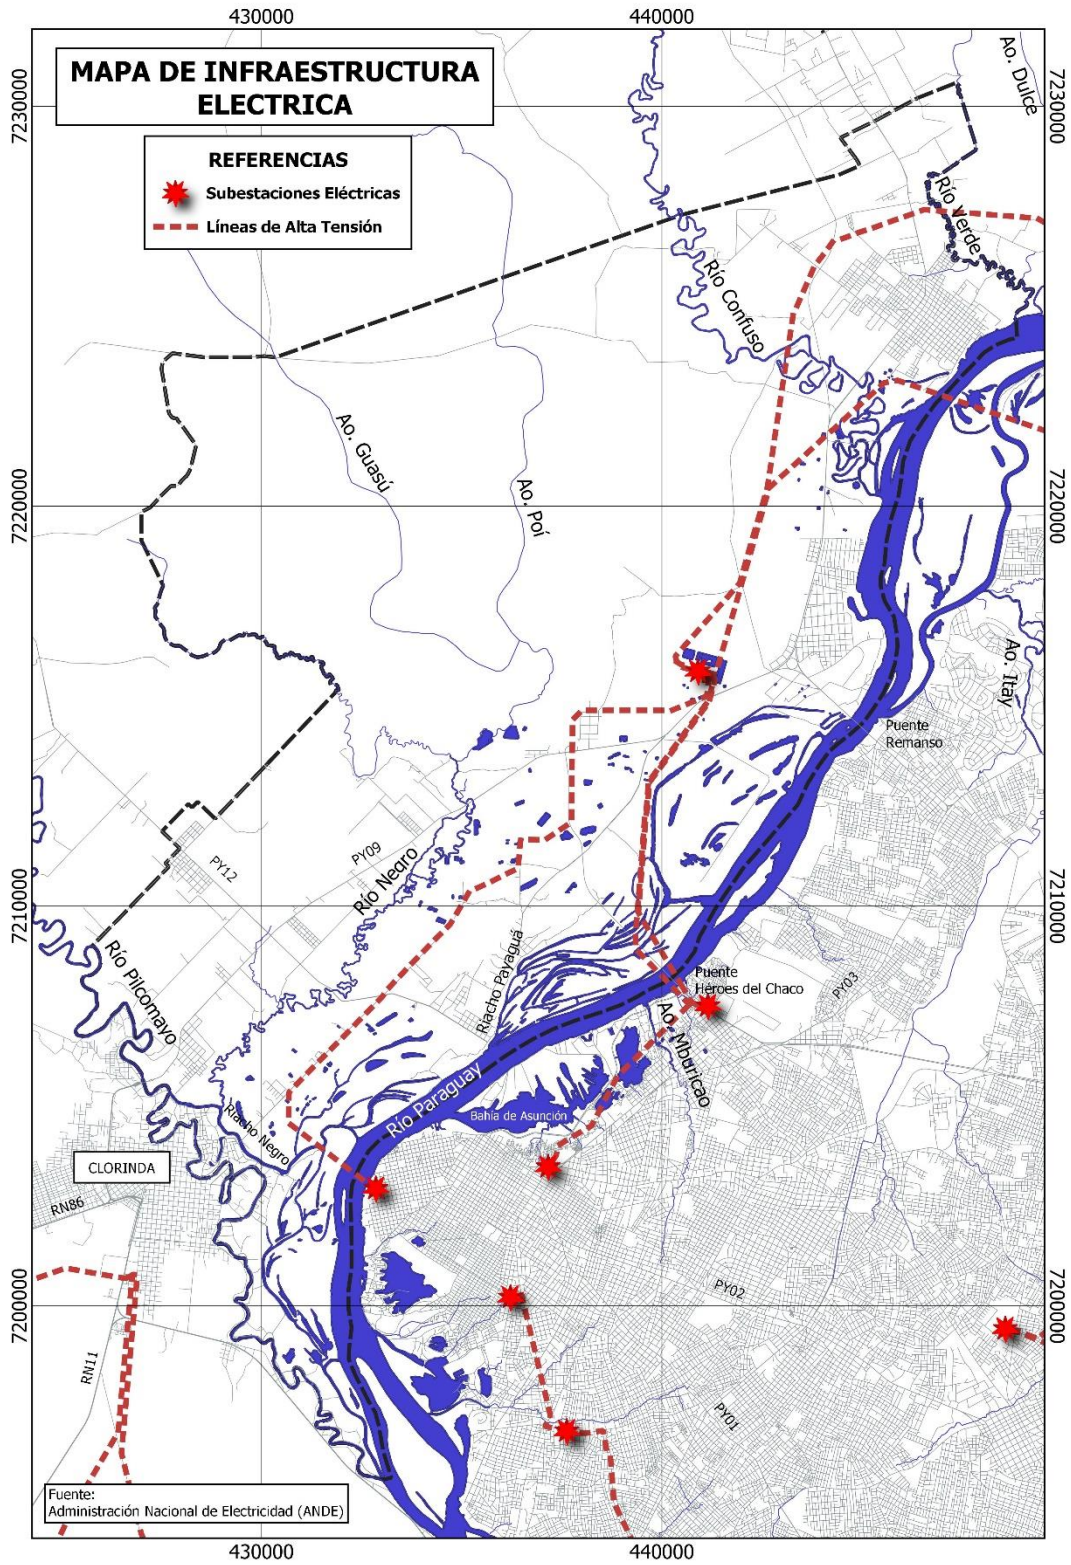 430000
440000
MAPA DE INFRAESTRUCTURA
ELECTRICA
REFERENCIAS
Subestaciones Eléctricas
Líneas de Alta Tensión
7230000
7230000
Ao. Dulce
Río Verde
Río Confuso
Ao. Guasú
Ao. Poí
7220000
7220000
Ao. Itay
Puente
Remanso
PY09
PY12
Río Negro
7210000
7210000
Río Pilcomayo
Riacho Payaguá
Puente
Héroes del Chaco
PY03
Ao. Mburicao
Río Paraguay
Bahía de Asunción
Riacho Negro
CLORINDA
RN86
PY02
7200000
7200000
RN11
PY01
Fuente:
Administración Nacional de Electricidad (ANDE)
430000
440000